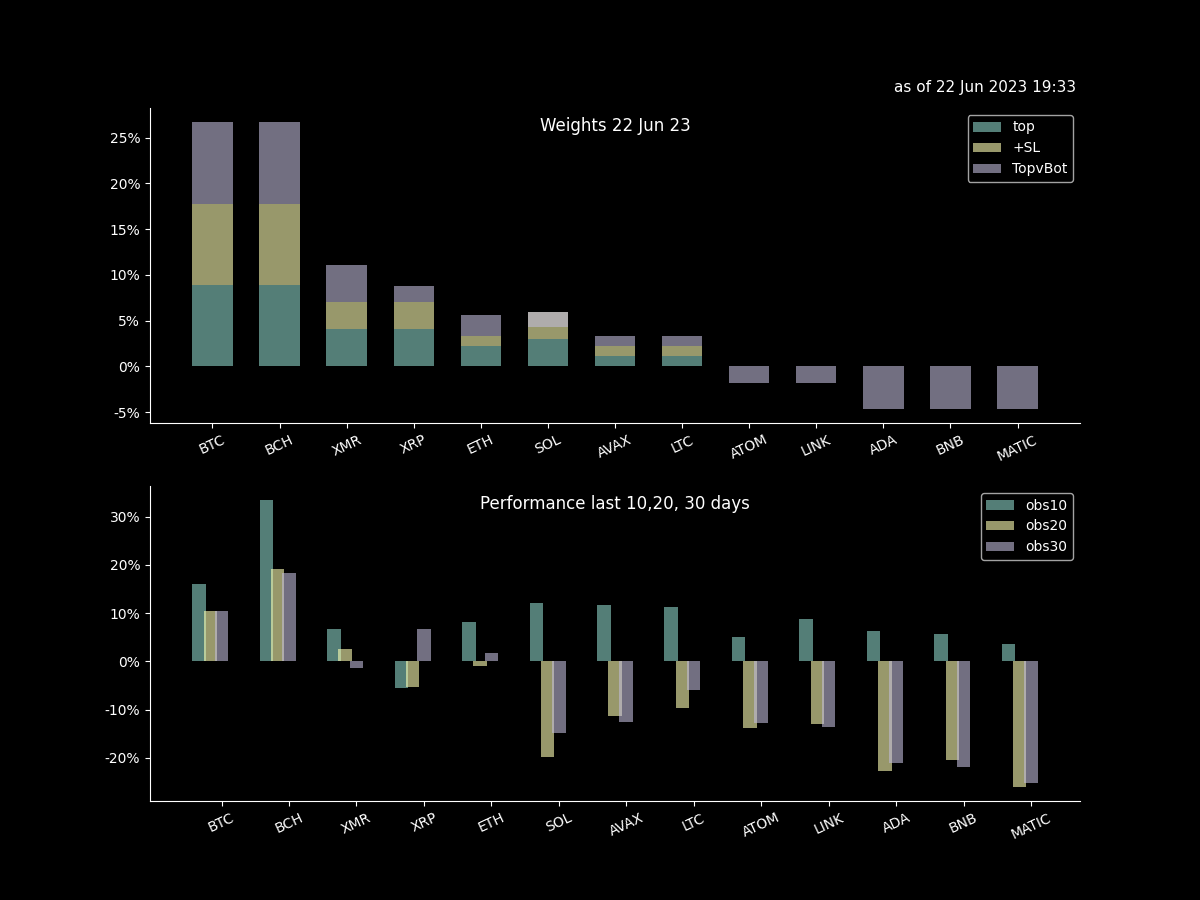 as of 22 Jun 2023 19:33
Weights 22 Jun 23
top
+SL
TopvBot
25%
20%
15%
10%
5%
0%
-5%
BTC BCH XMR XRP ETH SOL AVAX LTC ATOM LINK ADA BNB MATIC
Performance last 10,20, 30 days
obs10
obs20
obs30
30%
20%
10%
0%
-10%
-20%
BTC BCH XMR XRP ETH SOL AVAX LTC ATOM LINK ADA BNB MATIC